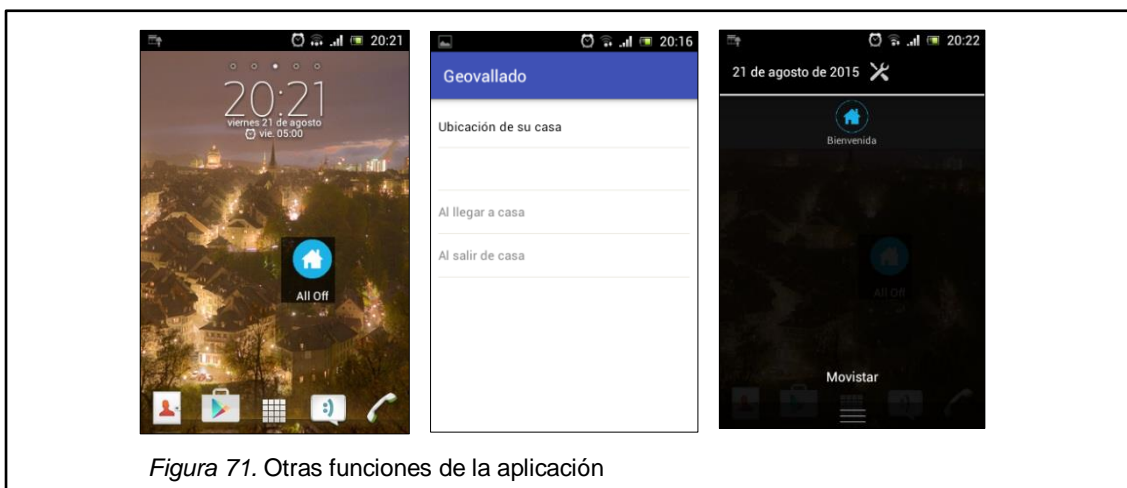 20:21
20:21
viernes 21 de agosto
vie. 05:00
All Off
20:16
Geovallado
Ubicación de su casa
Al llegar a casa
Al salir de casa
20:22
21 de agosto de 2015
Bienvenida
All Off
Movistar
Figura 71. Otras funciones de la aplicación